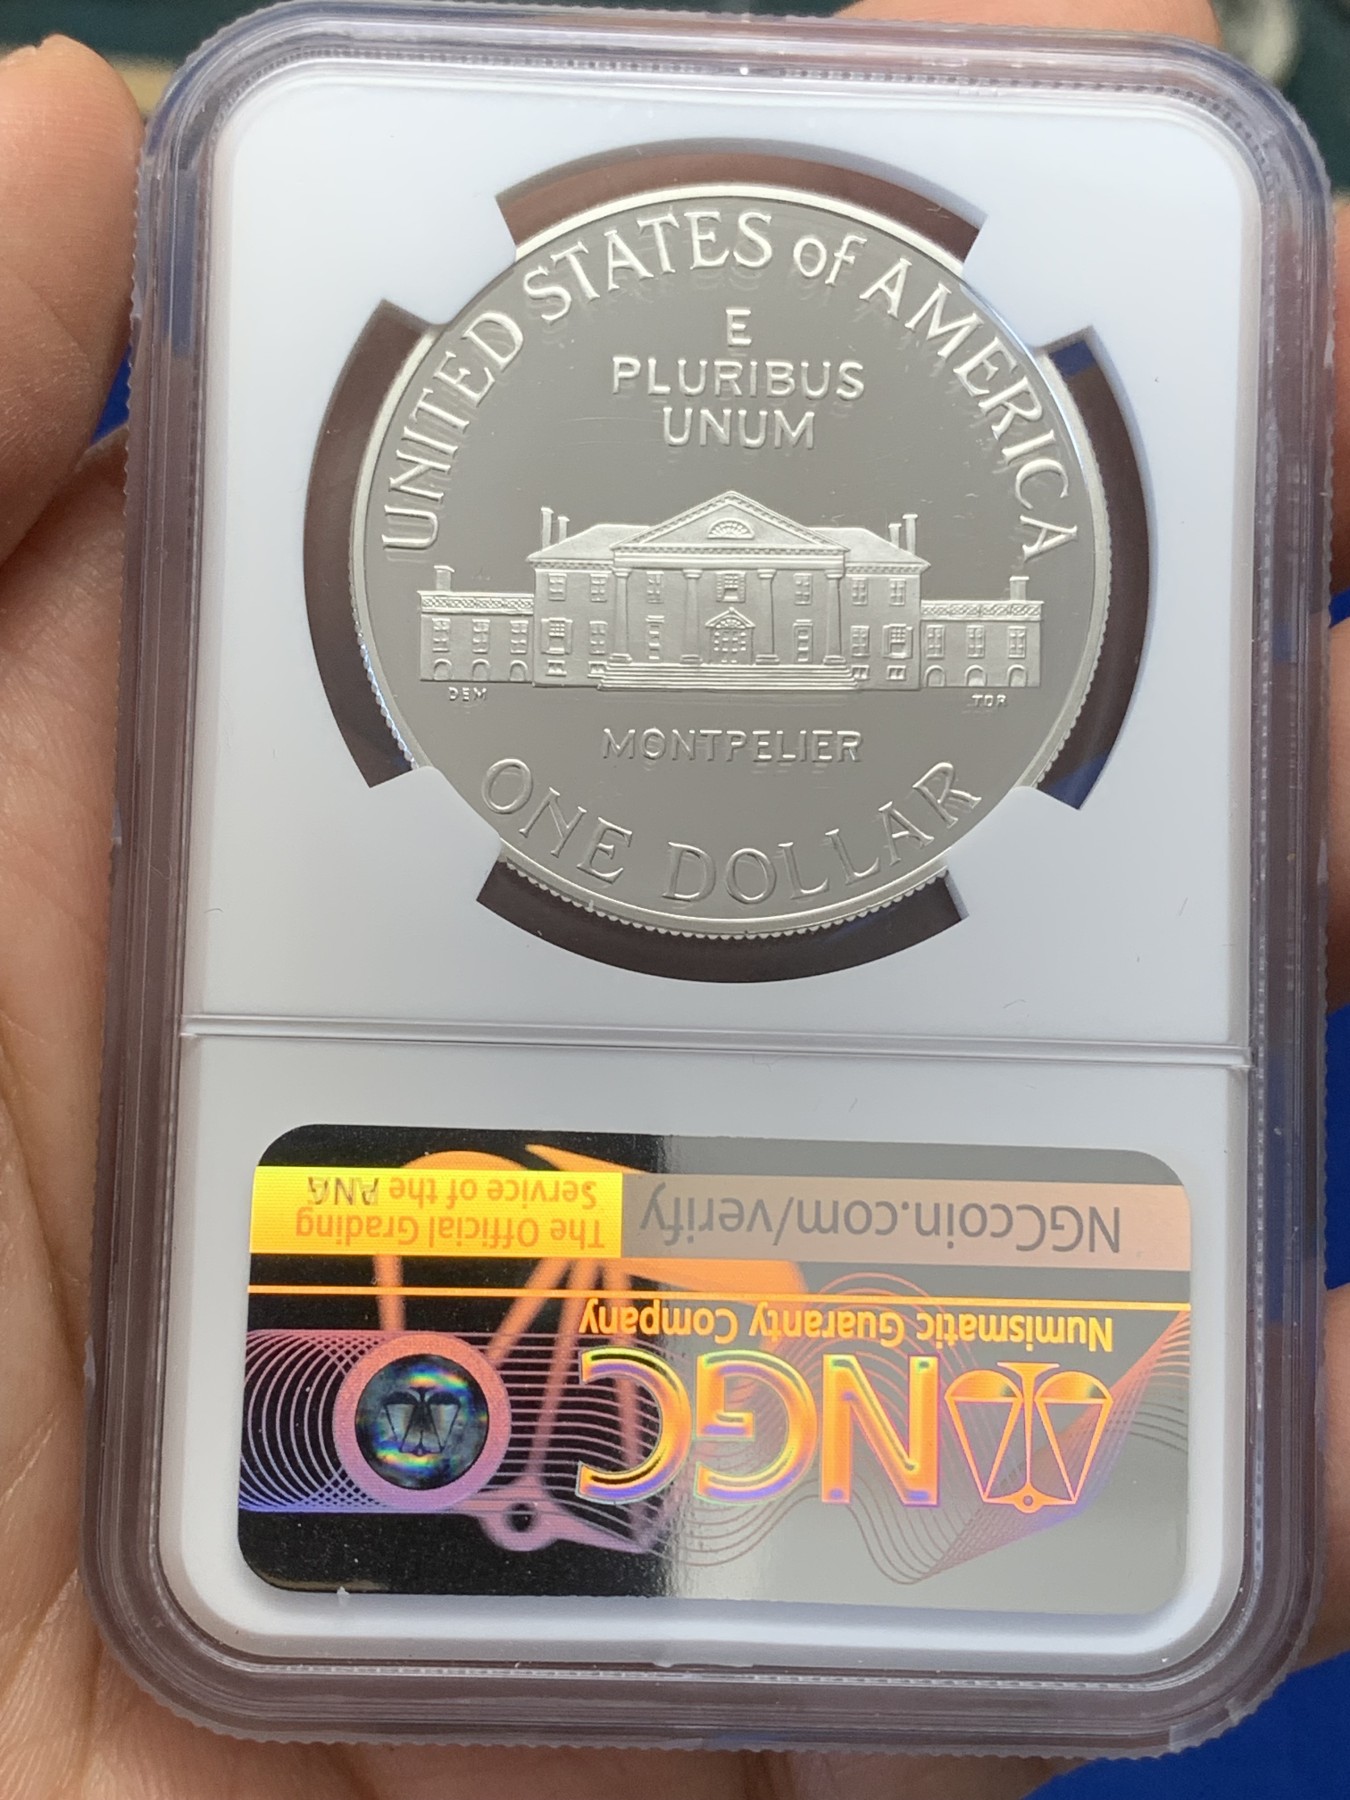 UNITED STATES of AMERICA
E
PLURIBUS
UNUM
DEM
TDR
MONTPELIER
ONE DOLLAR
NGC
Numismatic Guaranty Company
NGCcoin.com/verify
The Official Grading
Service of the ANA